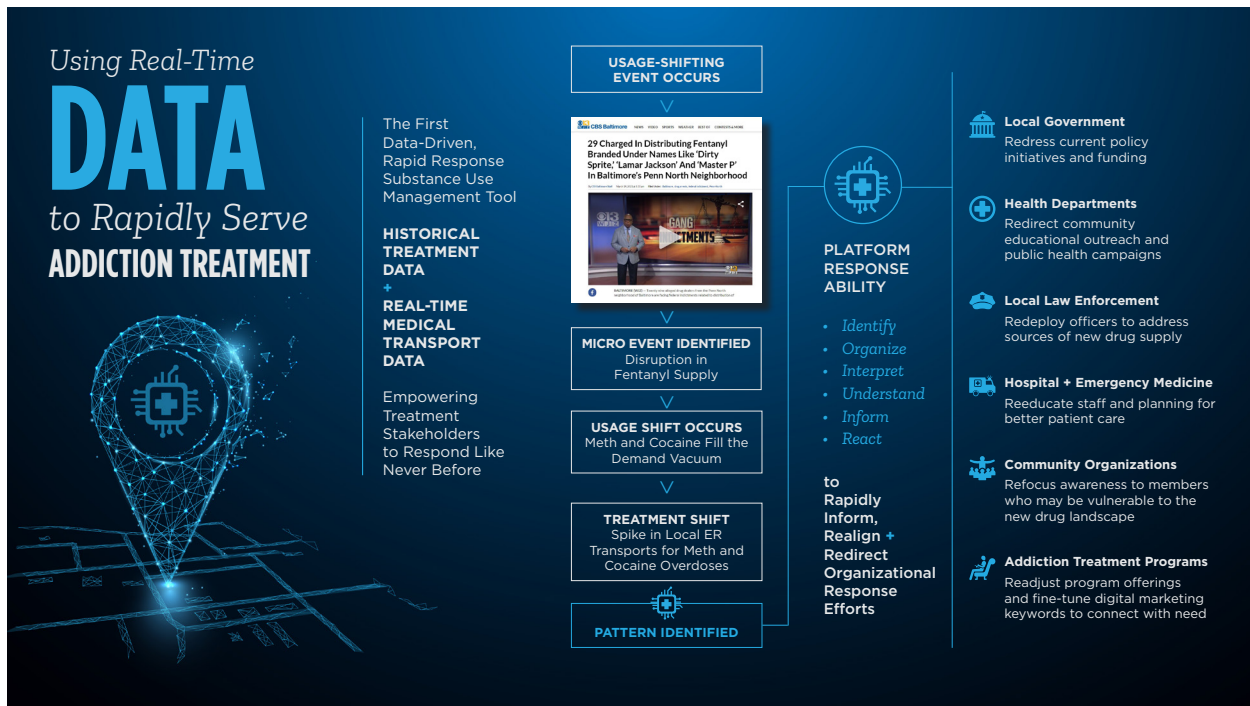 Using Real-Time
DATA
to Rapidly Serve
ADDICTION TREATMENT
The First
Data-Driven,
Rapid Response
Substance Use
Management Tool
HISTORICAL
TREATMENT
DATA
+
REAL-TIME
MEDICAL
TRANSPORT
DATA
Empowering
Treatment
Stakeholders
to Respond Like
Never Before
USAGE-SHIFTING
EVENT OCCURS
CBS Baltimore NEWS VIDEO SPORTS WEATHER BEST OF CONTESTS & MORE
29 Charged In Distributing Fentanyl
Branded Under Names Like ‘Dirty
Sprite,’ ‘Lamar Jackson’ And ‘Master P’
In Baltimore’s Penn North Neighborhood
GANG
MICRO EVENT IDENTIFIED
Disruption in
Fentanyl Supply
USAGE SHIFT OCCURS
Meth and Cocaine Fill the
Demand Vacuum
TREATMENT SHIFT
Spike in Local ER
Transports for Meth and
Cocaine Overdoses
PATTERN IDENTIFIED
PLATFORM
RESPONSE
ABILITY
• Identify
• Organize
• Interpret
• Understand
• Inform
• React
to
Rapidly
Inform,
Realign +
Redirect
Organizational
Response
Efforts
Local Government
Redress current policy
initiatives and funding
Health Departments
Redirect community
educational outreach and
public health campaigns
Local Law Enforcement
Redeploy officers to address
sources of new drug supply
Hospital + Emergency Medicine
Reeducate staff and planning for
better patient care
Community Organizations
Refocus awareness to members
who may be vulnerable to the
new drug landscape
Addiction Treatment Programs
Readjust program offerings
and fine-tune digital marketing
keywords to connect with need